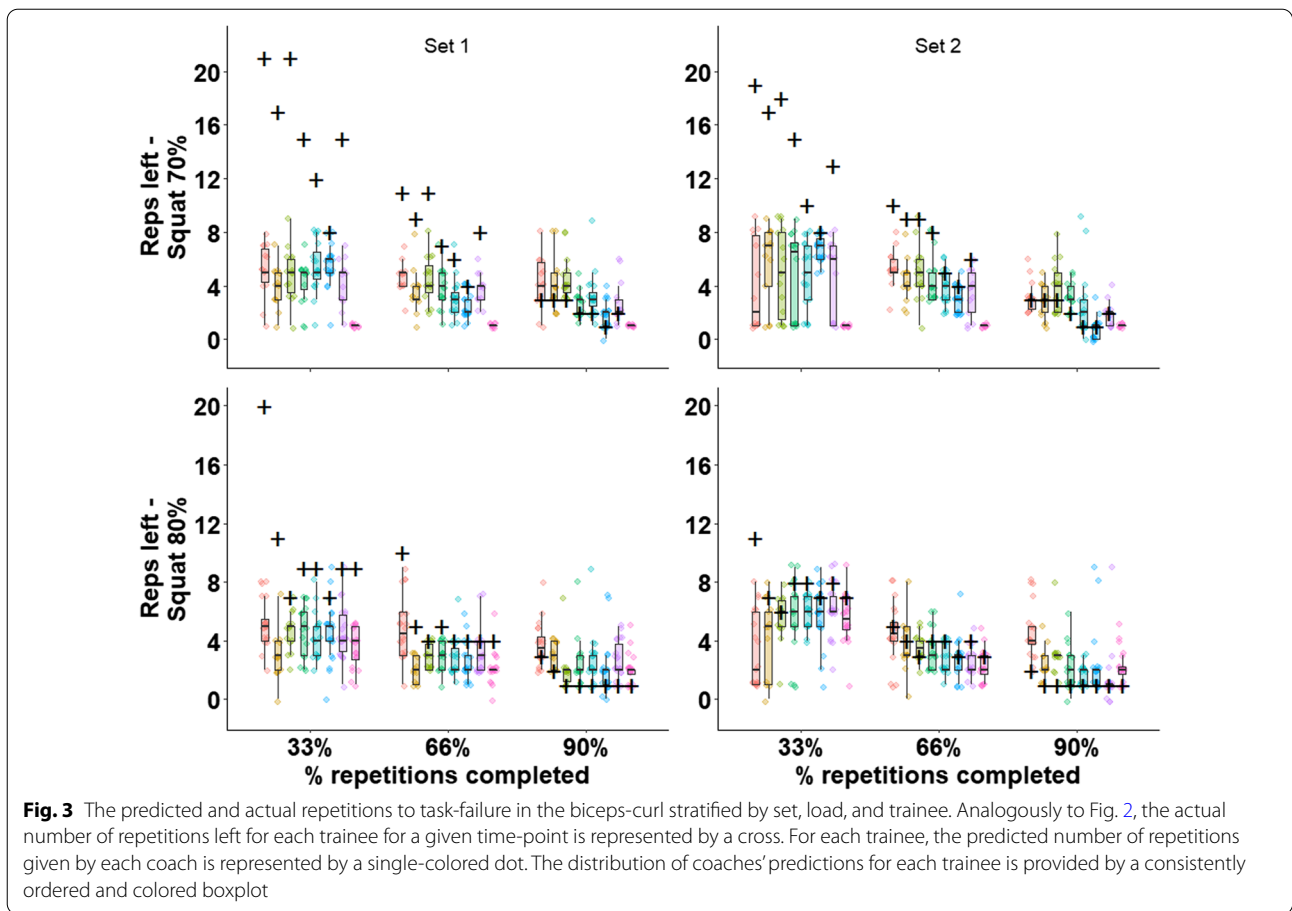 Set 1
Set 2
Reps left -
Squat 70%
20
16
12
8
4
0
20
16
12
8
4
0
Reps left -
Squat 80%
20
16
12
8
4
0
20
16
12
8
4
0
33%
66%
90%
33%
66%
90%
% repetitions completed
% repetitions completed
Fig. 3 The predicted and actual repetitions to task-failure in the biceps-curl stratified by set, load, and trainee. Analogously to Fig. 2, the actual
number of repetitions left for each trainee for a given time-point is represented by a cross. For each trainee, the predicted number of repetitions
given by each coach is represented by a single-colored dot. The distribution of coaches' predictions for each trainee is provided by a consistently
ordered and colored boxplot